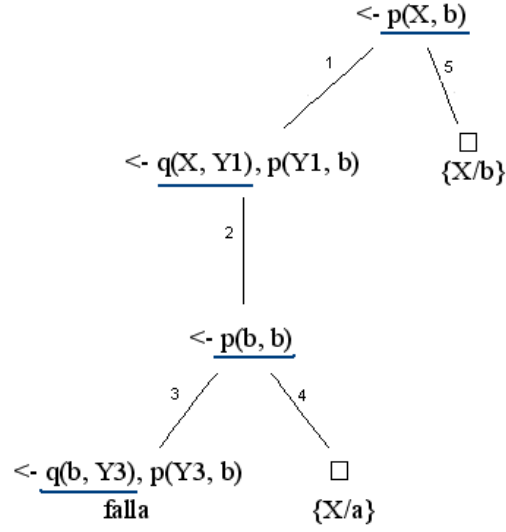 <- p(X, b)
1
5
<- q(X, Y1), p(Y1, b)
□
{X/b}
2
<- p(b, b)
3
4
<- q(b, Y3), p(Y3, b)
□
falla
{X/a}